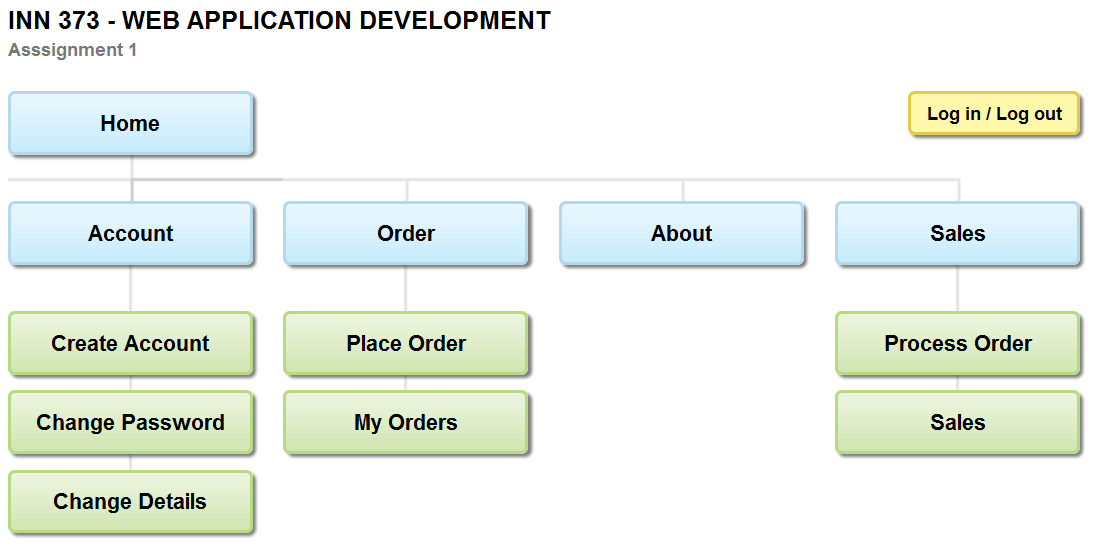 INN 373 - WEB APPLICATION DEVELOPMENT
Asssignment 1
Home
Log in / Log out
Account
Order
About
Sales
Create Account
Place Order
Process Order
Change Password
My Orders
Sales
Change Details